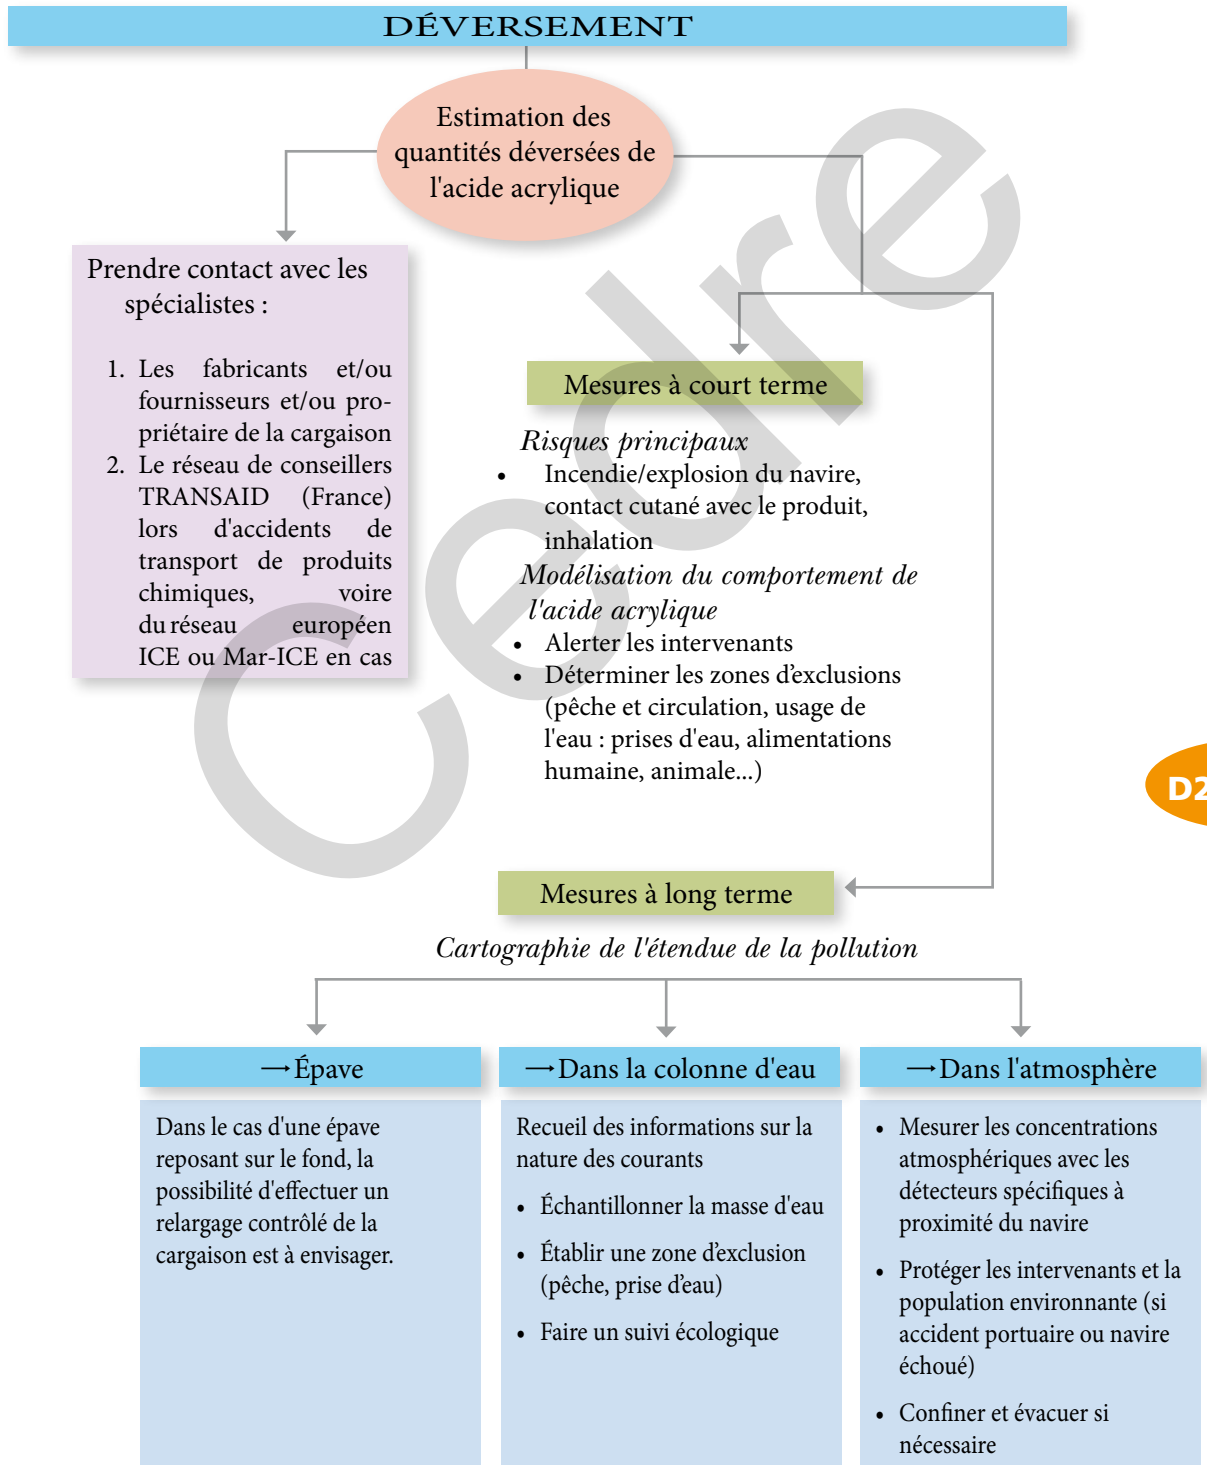 DÉVERSEMENT
Estimation des
quantités déversées de
l'acide acrylique
Prendre contact avec les
spécialistes :
1. Les fabricants et/ou
fournisseurs et/ou pro-
priétaire de la cargaison
2. Le réseau de conseillers
TRANSAID (France)
lors d'accidents de
transport de produits
chimiques, voire
du réseau européen
ICE ou Mar-ICE en cas
Mesures à court terme
Risques principaux
• Incendie/explosion du navire,
contact cutané avec le produit,
inhalation
Modélisation du comportement de
l'acide acrylique
• Alerter les intervenants
• Déterminer les zones d'exclusions
(pêche et circulation, usage de
l'eau : prises d'eau, alimentations
humaine, animale...)
D2
Mesures à long terme
Cartographie de l'étendue de la pollution
→Épave
Dans le cas d'une épave
reposant sur le fond, la
possibilité d'effectuer un
relargage contrôlé de la
cargaison est à envisager.
→Dans la colonne d'eau
Recueil des informations sur la
nature des courants
• Échantillonner la masse d'eau
• Établir une zone d'exclusion
(pêche, prise d'eau)
• Faire un suivi écologique
→Dans l'atmosphère
• Mesurer les concentrations
atmosphériques avec les
détecteurs spécifiques à
proximité du navire
• Protéger les intervenants et la
population environnante (si
accident portuaire ou navire
échoué)
• Confiner et évacuer si
nécessaire
Cedre